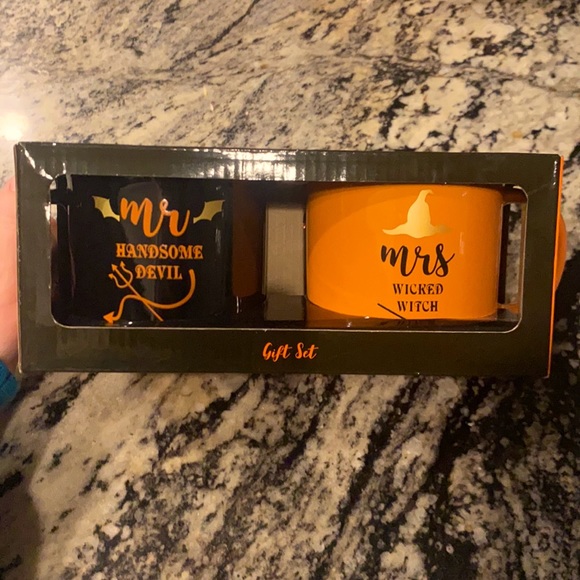 mr
HANDSOME
DEVIL
mrs
WICKED
WITCH
Gift Set